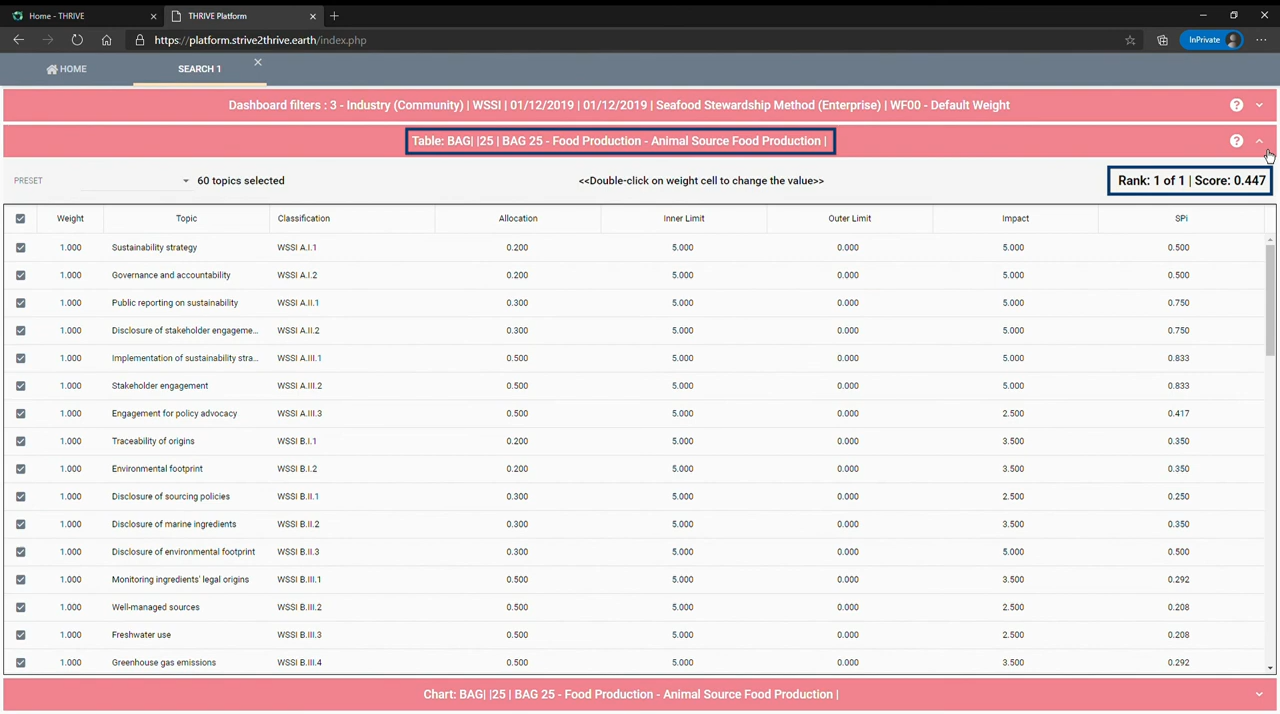 Home - THRIVE
THRIVE Platform
https://platform.strive2thrive.earth/index.php
InPrivate
HOME
SEARCH 1
Dashboard filters : 3 - Industry (Community) | WSSI | 01/12/2019 | 01/12/2019 | Seafood Stewardship Method (Enterprise) | WF00 - Default Weight
Table: BAG| |25 | BAG 25 - Food Production - Animal Source Food Production |
PRESET 60 topics selected <<Double-click on weight cell to change the value>> Rank: 1 of 1 | Score: 0.447
Weight Topic Classification Allocation Inner Limit Outer Limit Impact SPi
1.000 Sustainability strategy WSSI A.I.1 0.200 5.000 0.000 5.000 0.500
1.000 Governance and accountability WSSI A.I.2 0.200 5.000 0.000 5.000 0.500
1.000 Public reporting on sustainability WSSI A.II.1 0.300 5.000 0.000 5.000 0.750
1.000 Disclosure of stakeholder engageme... WSSI A.II.2 0.300 5.000 0.000 5.000 0.750
1.000 Implementation of sustainability stra... WSSI A.III.1 0.500 5.000 0.000 5.000 0.833
1.000 Stakeholder engagement WSSI A.III.2 0.500 5.000 0.000 5.000 0.833
1.000 Engagement for policy advocacy WSSI A.III.3 0.500 5.000 0.000 2.500 0.417
1.000 Traceability of origins WSSI B.I.1 0.200 5.000 0.000 3.500 0.350
1.000 Environmental footprint WSSI B.I.2 0.200 5.000 0.000 3.500 0.350
1.000 Disclosure of sourcing policies WSSI B.II.1 0.300 5.000 0.000 2.500 0.250
1.000 Disclosure of marine ingredients WSSI B.II.2 0.300 5.000 0.000 3.500 0.350
1.000 Disclosure of environmental footprint WSSI B.II.3 0.300 5.000 0.000 5.000 0.500
1.000 Monitoring ingredients' legal origins WSSI B.III.1 0.500 5.000 0.000 3.500 0.292
1.000 Well-managed sources WSSI B.III.2 0.500 5.000 0.000 2.500 0.208
1.000 Freshwater use WSSI B.III.3 0.500 5.000 0.000 2.500 0.208
1.000 Greenhouse gas emissions WSSI B.III.4 0.500 5.000 0.000 3.500 0.292
Chart: BAG| |25 | BAG 25 - Food Production - Animal Source Food Production |